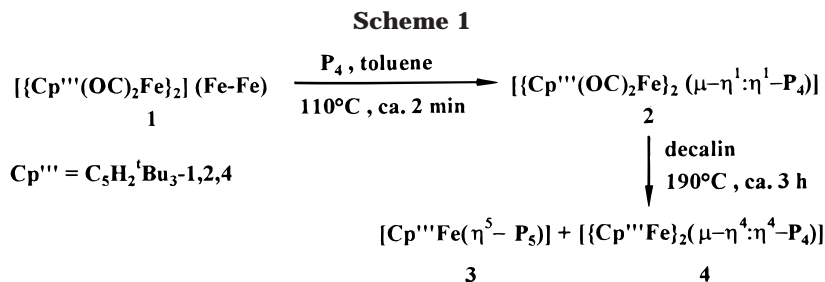 Scheme 1
[{Cp'''(OC)₂Fe}₂] (Fe-Fe)
1
P₄ , toluene
110°C , ca. 2 min
[{Cp'''(OC)₂Fe}₂ (μ–η¹:η¹–P₄)]
2
Cp''' = C₅H₂ᵗBu₃-1,2,4
decalin
190°C , ca. 3 h
[Cp'''Fe(η⁵– P₅)] + [{Cp'''Fe}₂(μ–η⁴:η⁴–P₄)]
3 4